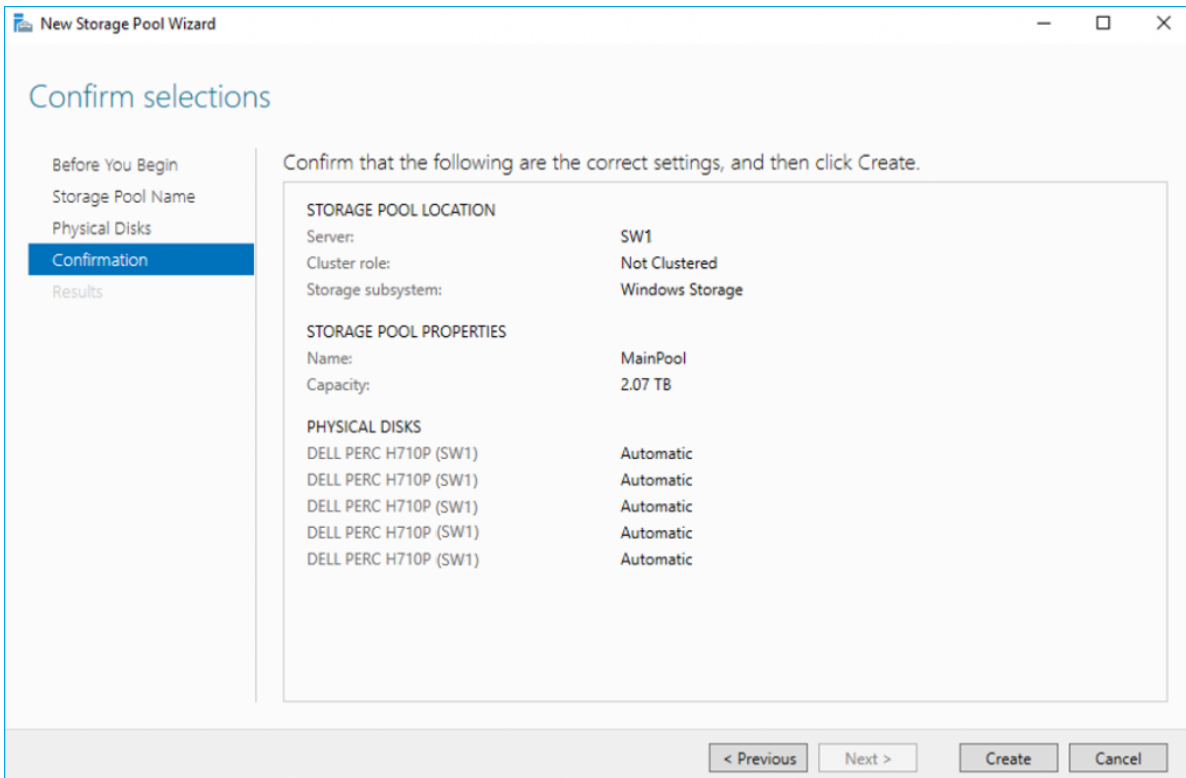 New Storage Pool Wizard
Confirm selections
Before You Begin
Storage Pool Name
Physical Disks
Confirmation
Results
Confirm that the following are the correct settings, and then click Create.
STORAGE POOL LOCATION
Server: SW1
Cluster role: Not Clustered
Storage subsystem: Windows Storage
STORAGE POOL PROPERTIES
Name: MainPool
Capacity: 2.07 TB
PHYSICAL DISKS
DELL PERC H710P (SW1) Automatic
DELL PERC H710P (SW1) Automatic
DELL PERC H710P (SW1) Automatic
DELL PERC H710P (SW1) Automatic
DELL PERC H710P (SW1) Automatic
< Previous Next > Create Cancel